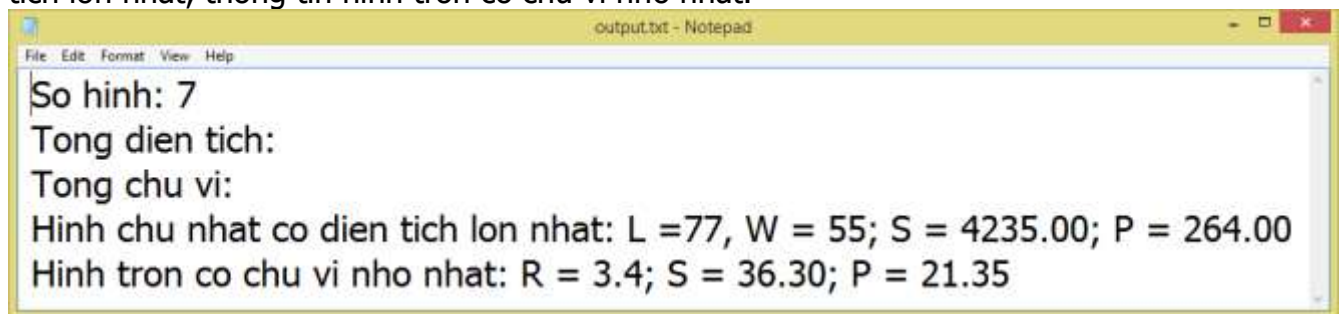 output.txt - Notepad
File Edit Format View Help
So hinh: 7
Tong dien tich:
Tong chu vi:
Hinh chu nhat co dien tich lon nhat: L =77, W = 55; S = 4235.00; P = 264.00
Hinh tron co chu vi nho nhat: R = 3.4; S = 36.30; P = 21.35